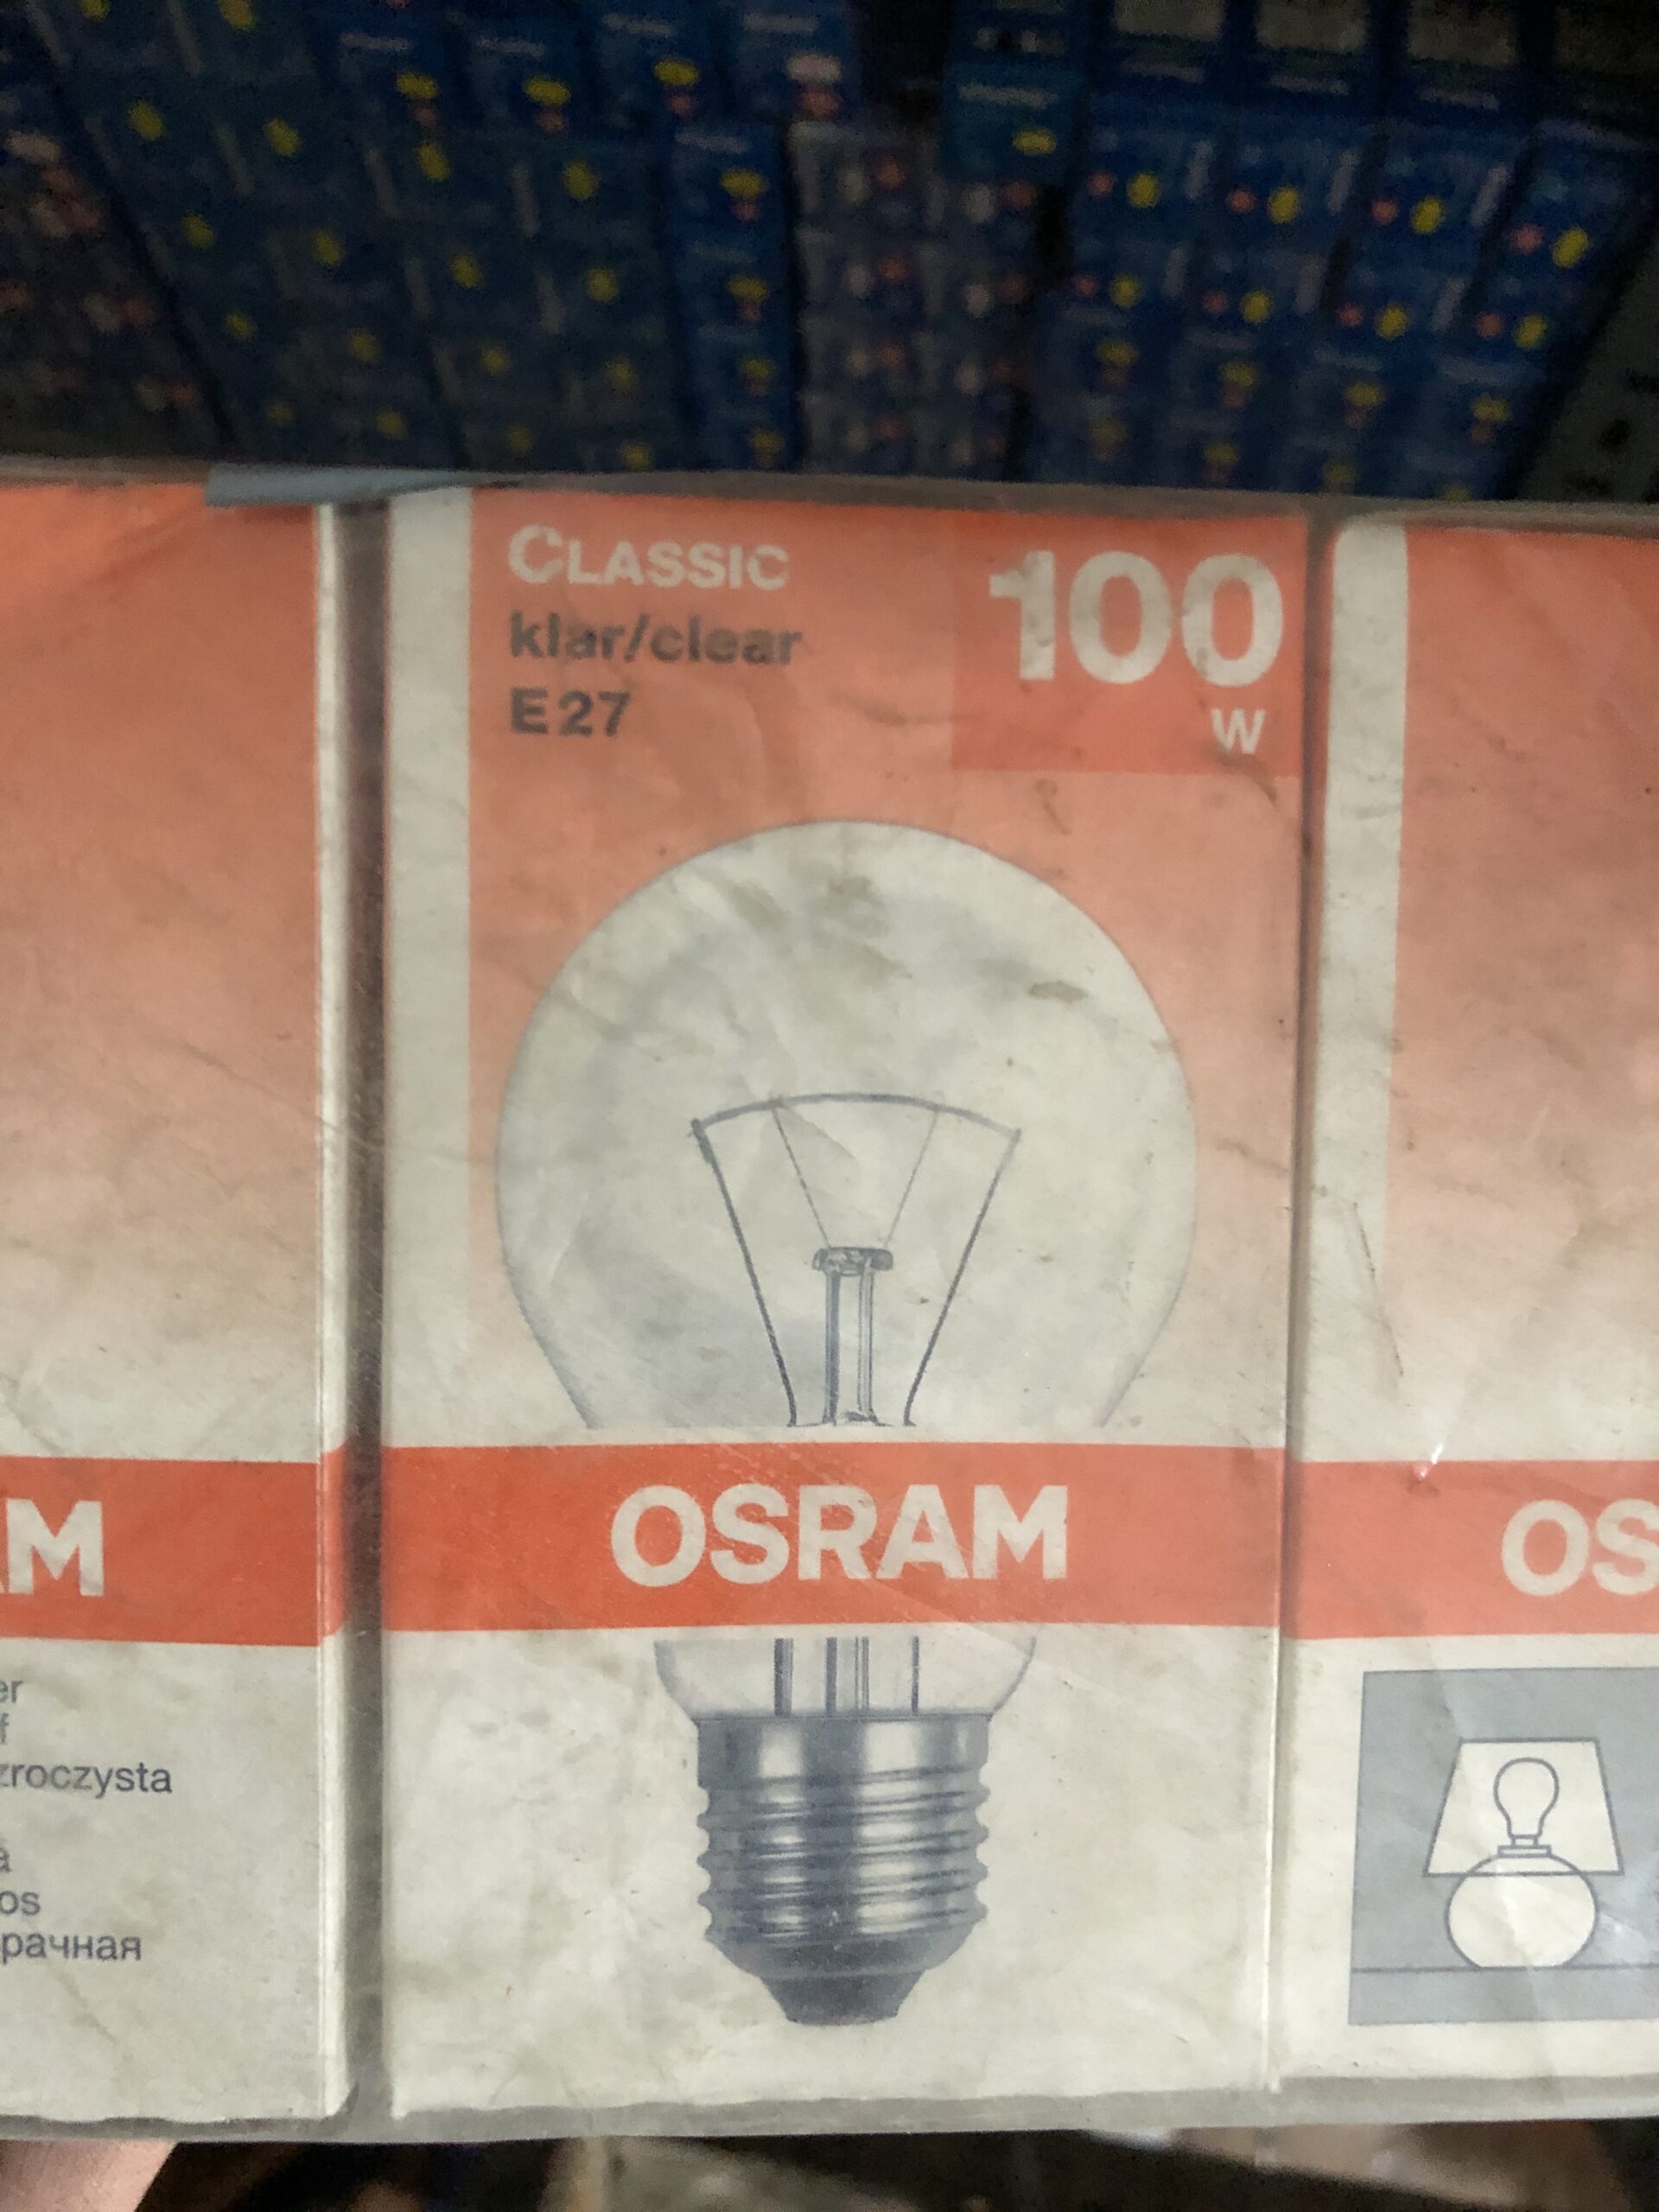 CLASSIC
klar/clear
E27
100
W
AM
OSRAM
OS
er
f
zroczysta
a
os
рачная